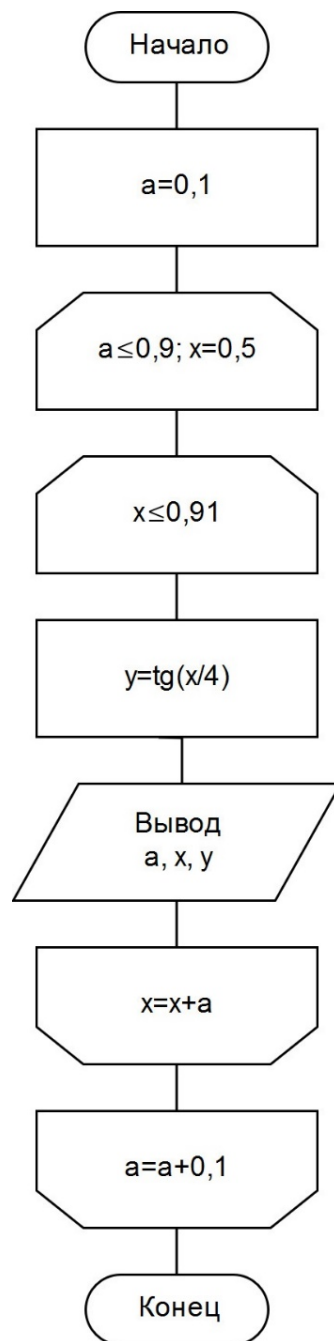 Начало
a=0,1
a≤0,9; x=0,5
x≤0,91
y=tg(x/4)
Вывод
a, x, y
x=x+a
a=a+0,1
Конец